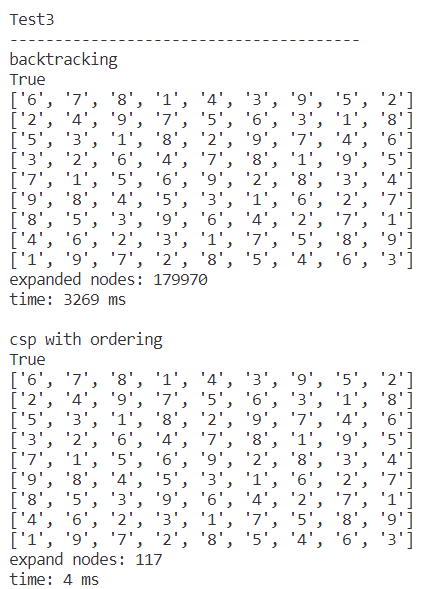 Test3
--------------------------------------
backtracking
True
['6', '7', '8', '1', '4', '3', '9', '5', '2']
['2', '4', '9', '7', '5', '6', '3', '1', '8']
['5', '3', '1', '8', '2', '9', '7', '4', '6']
['3', '2', '6', '4', '7', '8', '1', '9', '5']
['7', '1', '5', '6', '9', '2', '8', '3', '4']
['9', '8', '4', '5', '3', '1', '6', '2', '7']
['8', '5', '3', '9', '6', '4', '2', '7', '1']
['4', '6', '2', '3', '1', '7', '5', '8', '9']
['1', '9', '7', '2', '8', '5', '4', '6', '3']
expanded nodes: 179970
time: 3269 ms
csp with ordering
True
['6', '7', '8', '1', '4', '3', '9', '5', '2']
['2', '4', '9', '7', '5', '6', '3', '1', '8']
['5', '3', '1', '8', '2', '9', '7', '4', '6']
['3', '2', '6', '4', '7', '8', '1', '9', '5']
['7', '1', '5', '6', '9', '2', '8', '3', '4']
['9', '8', '4', '5', '3', '1', '6', '2', '7']
['8', '5', '3', '9', '6', '4', '2', '7', '1']
['4', '6', '2', '3', '1', '7', '5', '8', '9']
['1', '9', '7', '2', '8', '5', '4', '6', '3']
expand nodes: 117
time: 4 ms